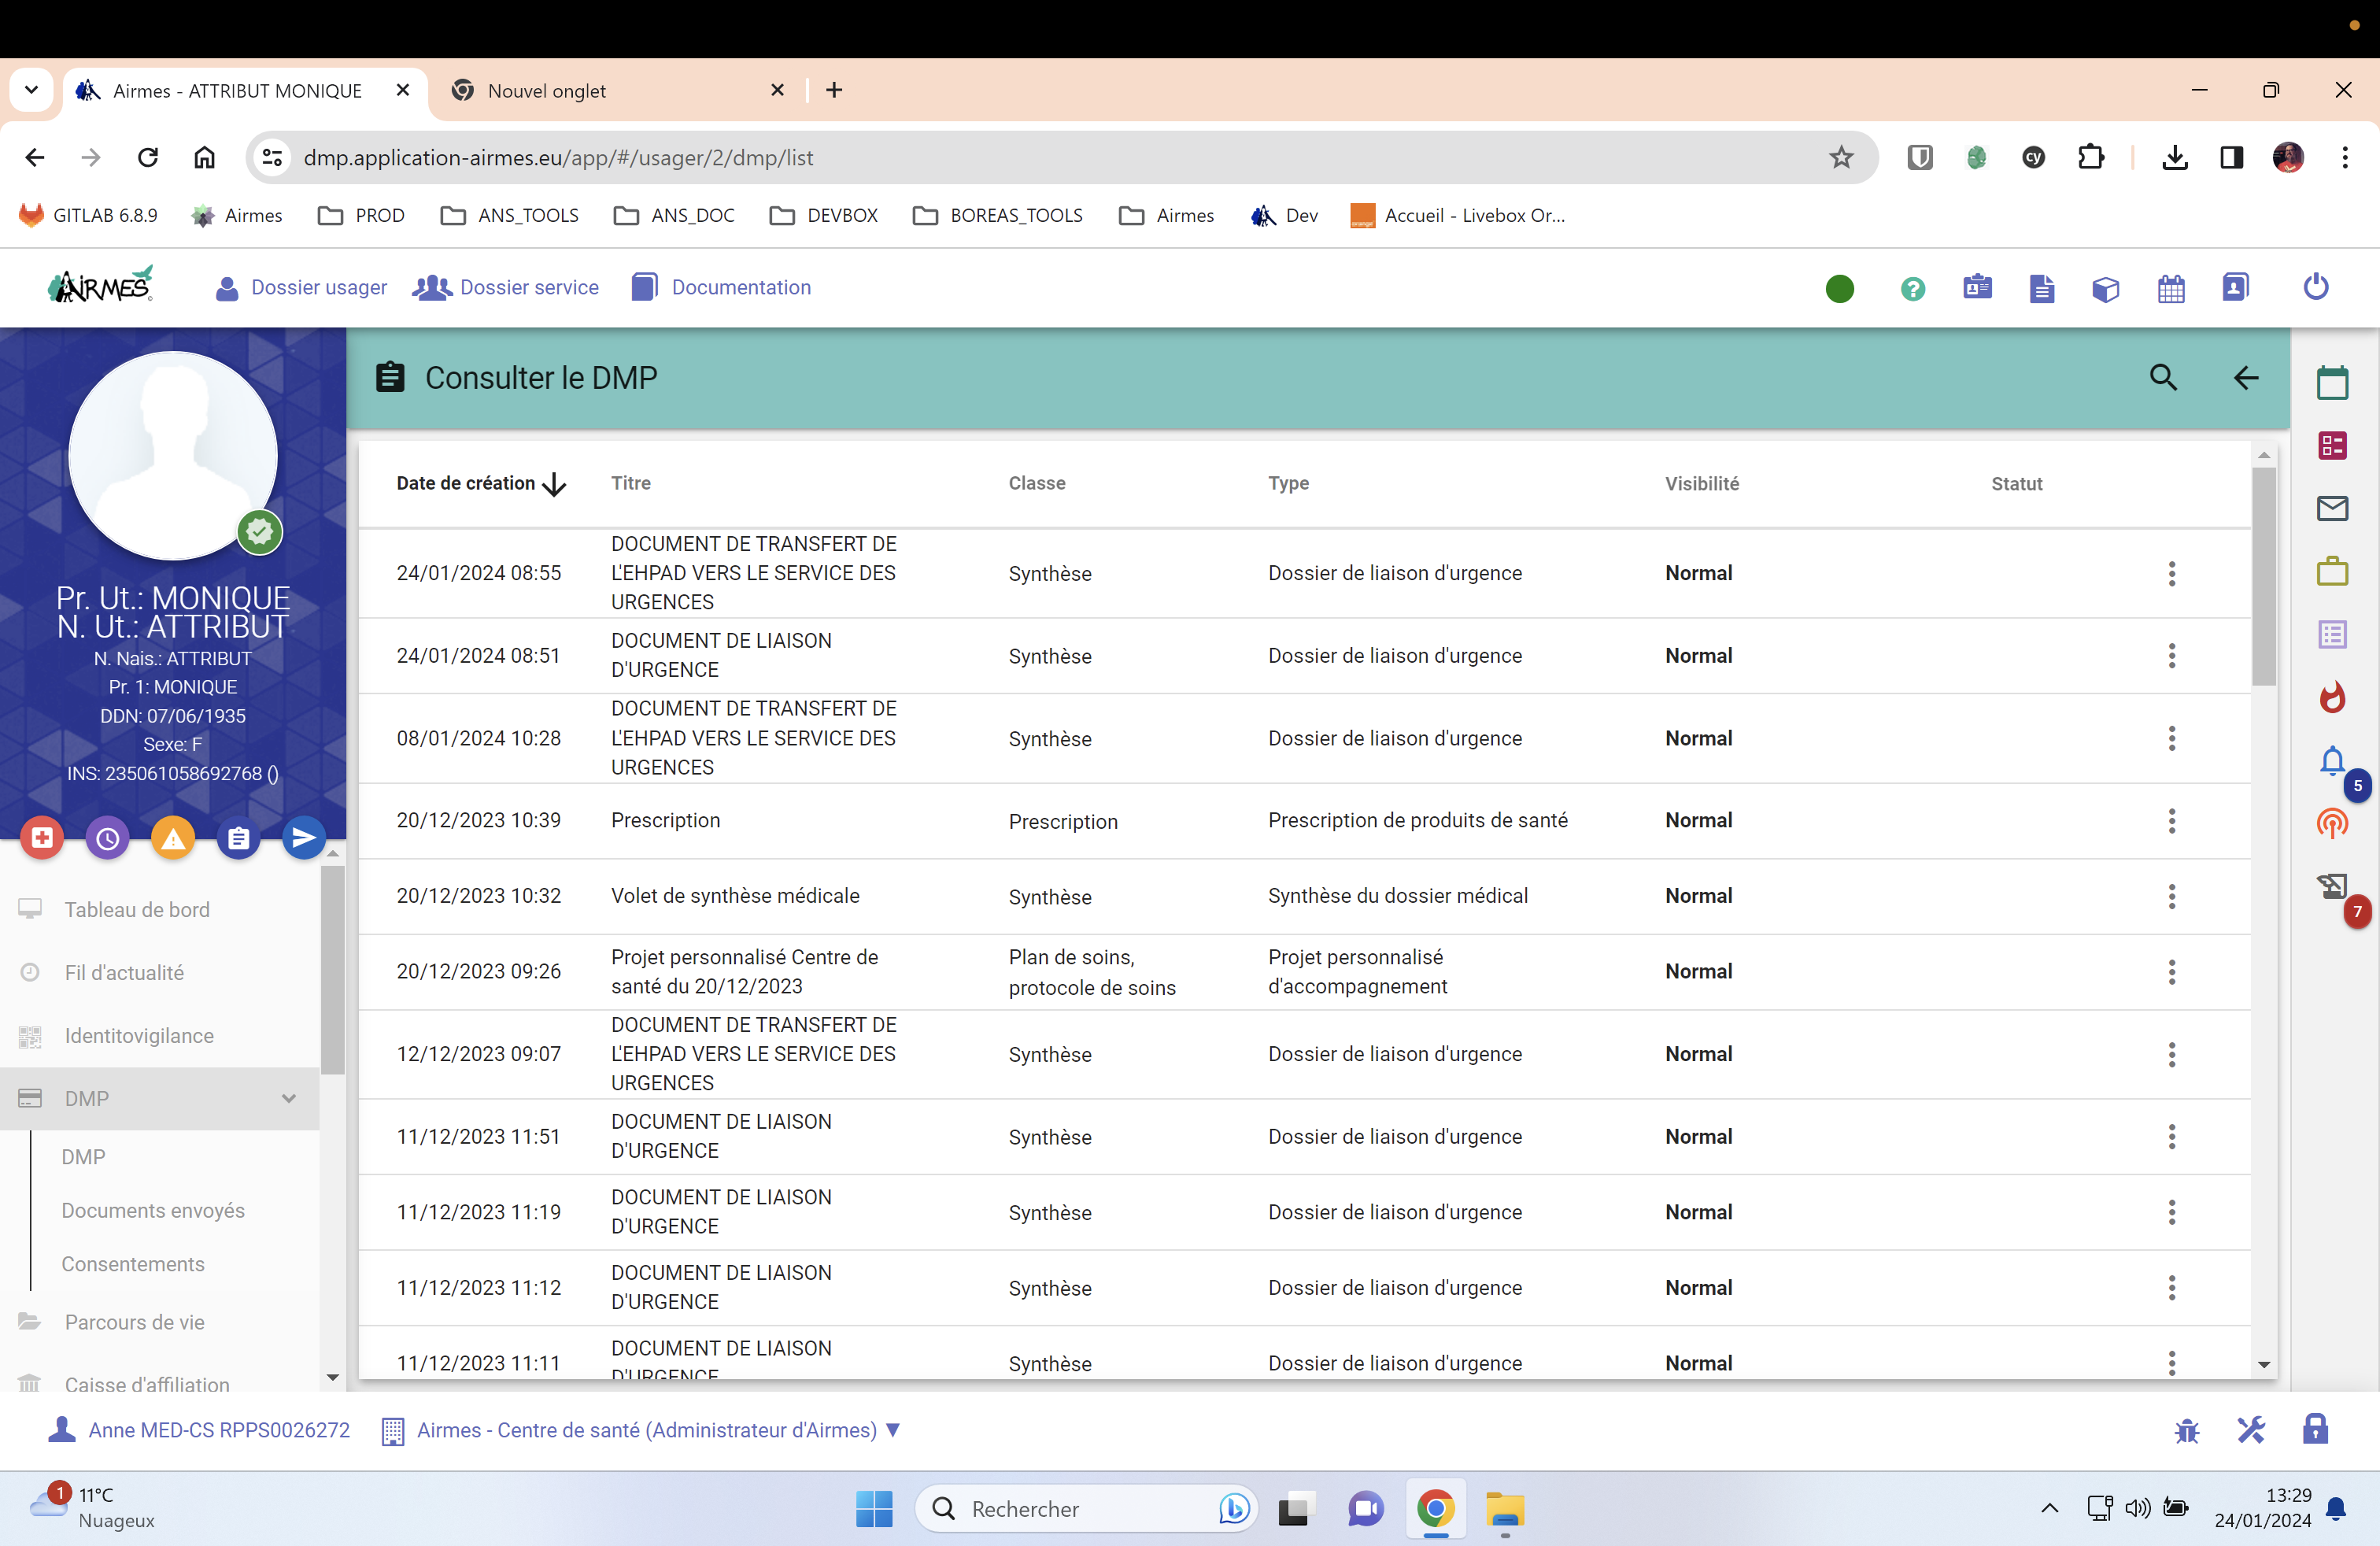 Airmes - ATTRIBUT MONIQUE
Nouvel onglet
dmp.application-airmes.eu/app/#/usager/2/dmp/list
GITLAB 6.8.9
Airmes
PROD
ANS_TOOLS
ANS_DOC
DEVBOX
BOREAS_TOOLS
Airmes
Dev
Accueil - Livebox Or...
AIRMES
Dossier usager
Dossier service
Documentation
Pr. Ut.: MONIQUE
N. Ut.: ATTRIBUT
N. Nais.: ATTRIBUT
Pr. 1: MONIQUE
DDN: 07/06/1935
Sexe: F
INS: 235061058692768 ()
Tableau de bord
Fil d'actualité
Identitovigilance
DMP
DMP
Documents envoyés
Consentements
Parcours de vie
Caisse d'affiliation
Consulter le DMP
Date de création Titre Classe Type Visibilité Statut
24/01/2024 08:55 DOCUMENT DE TRANSFERT DE L'EHPAD VERS LE SERVICE DES URGENCES Synthèse Dossier de liaison d'urgence Normal
24/01/2024 08:51 DOCUMENT DE LIAISON D'URGENCE Synthèse Dossier de liaison d'urgence Normal
08/01/2024 10:28 DOCUMENT DE TRANSFERT DE L'EHPAD VERS LE SERVICE DES URGENCES Synthèse Dossier de liaison d'urgence Normal
20/12/2023 10:39 Prescription Prescription Prescription de produits de santé Normal
20/12/2023 10:32 Volet de synthèse médicale Synthèse Synthèse du dossier médical Normal
20/12/2023 09:26 Projet personnalisé Centre de santé du 20/12/2023 Plan de soins, protocole de soins Projet personnalisé d'accompagnement Normal
12/12/2023 09:07 DOCUMENT DE TRANSFERT DE L'EHPAD VERS LE SERVICE DES URGENCES Synthèse Dossier de liaison d'urgence Normal
11/12/2023 11:51 DOCUMENT DE LIAISON D'URGENCE Synthèse Dossier de liaison d'urgence Normal
11/12/2023 11:19 DOCUMENT DE LIAISON D'URGENCE Synthèse Dossier de liaison d'urgence Normal
11/12/2023 11:12 DOCUMENT DE LIAISON D'URGENCE Synthèse Dossier de liaison d'urgence Normal
11/12/2023 11:11 DOCUMENT DE LIAISON D'URGENCE Synthèse Dossier de liaison d'urgence Normal
5
7
Anne MED-CS RPPS0026272
Airmes - Centre de santé (Administrateur d'Airmes) ▼
1
11°C
Nuageux
Rechercher
13:29
24/01/2024